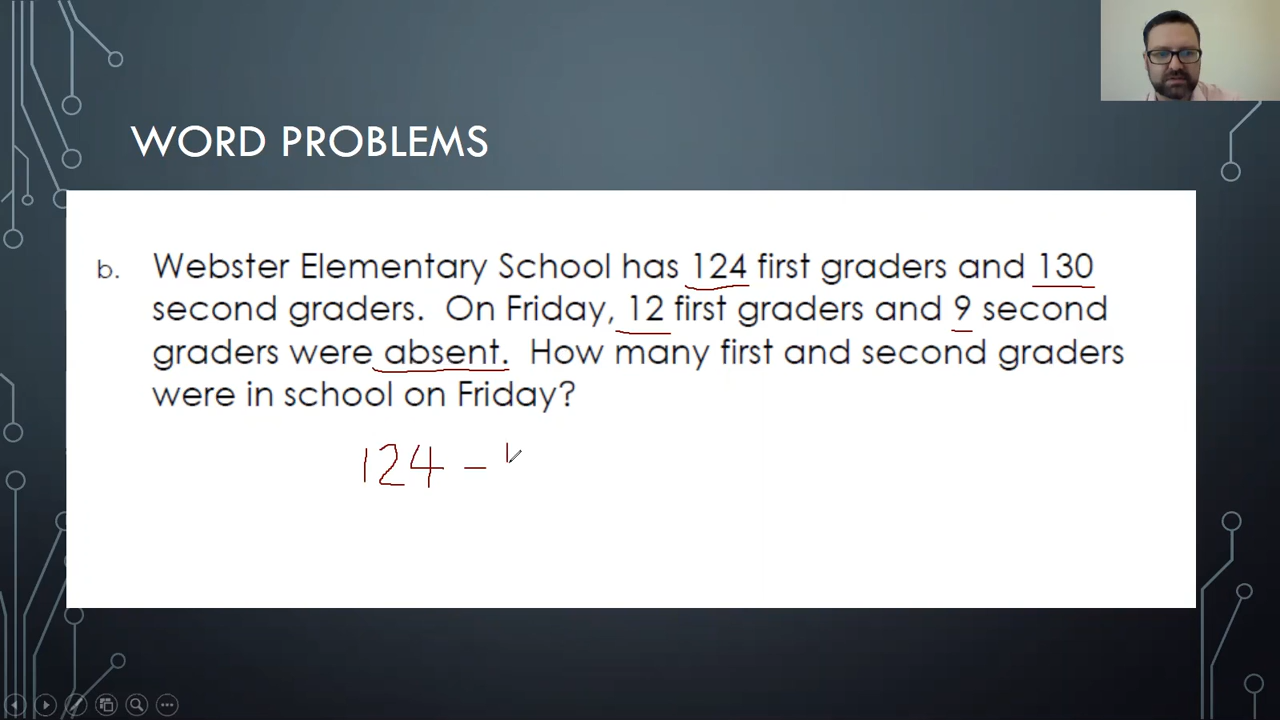 WORD PROBLEMS
b. Webster Elementary School has 124 first graders and 130
second graders. On Friday, 12 first graders and 9 second
graders were absent. How many first and second graders
were in school on Friday?
124 –